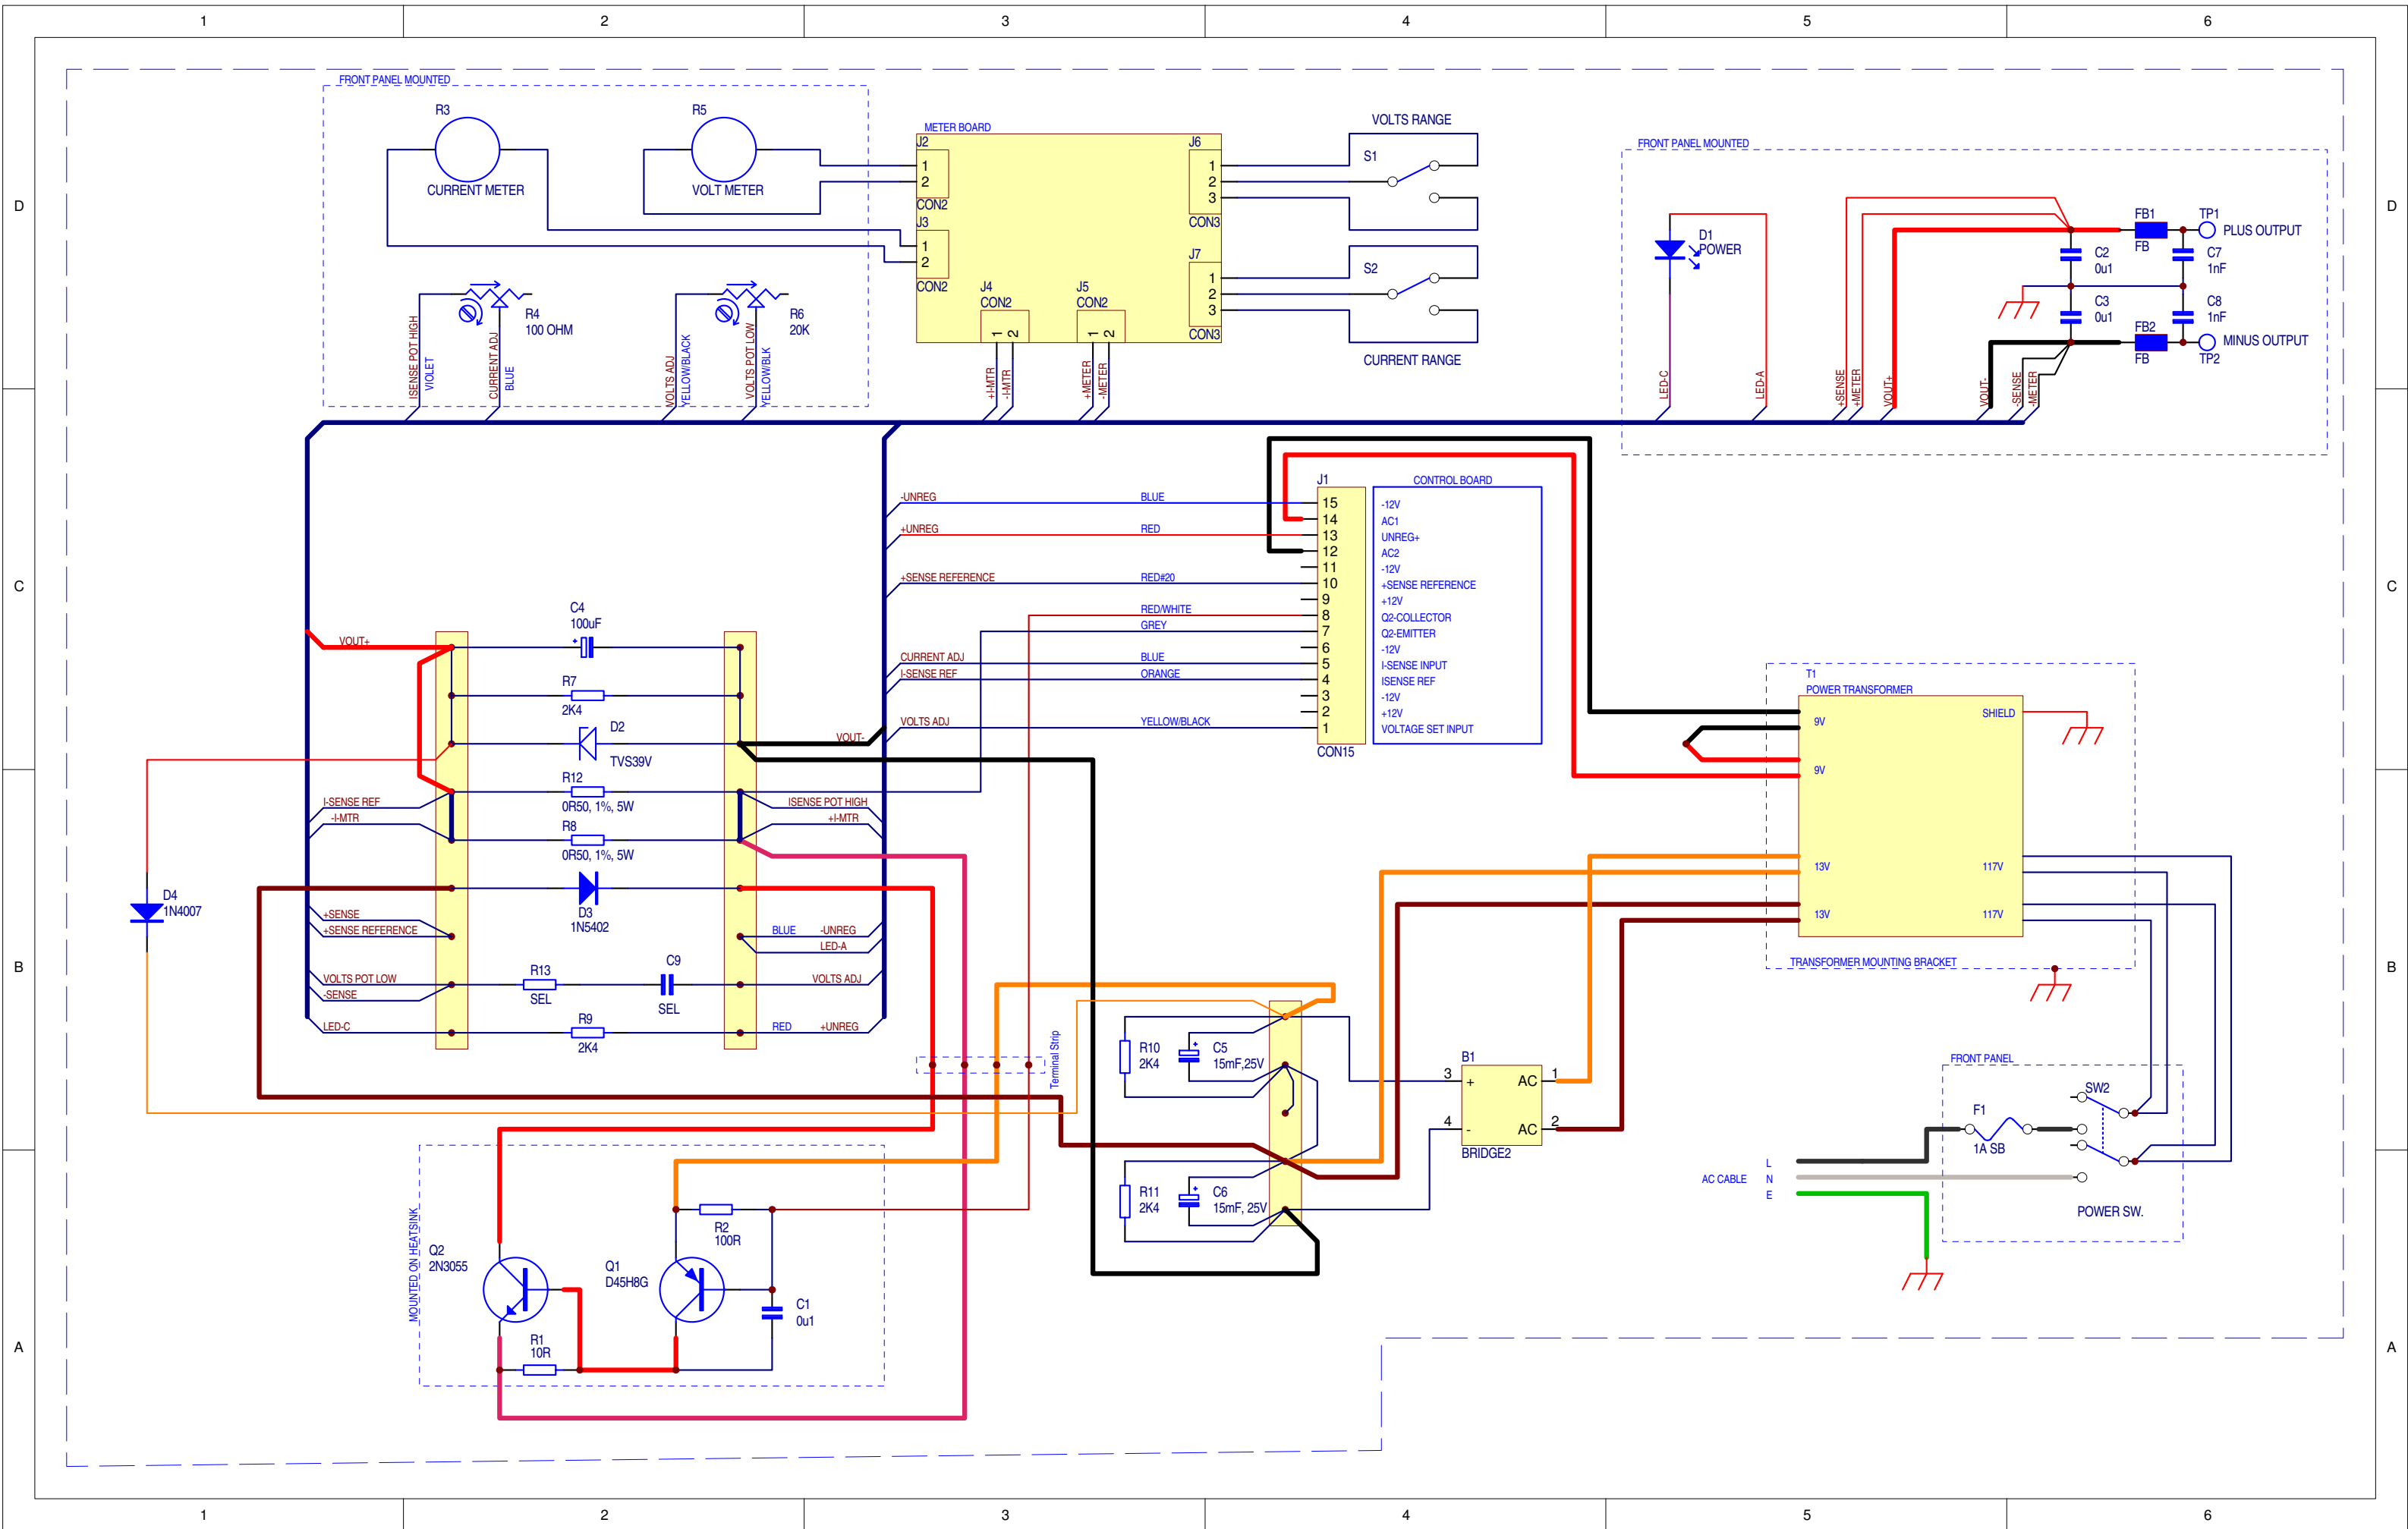 1 2 3 4 5 6
D
C
B
A
D
C
B
A
FRONT PANEL MOUNTED
R3
CURRENT METER
R5
VOLT METER
R4
100 OHM
R6
20K
ISENSE POT HIGH
VIOLET
CURRENT ADJ
BLUE
VOLTS ADJ
YELLOW/BLACK
VOLTS POT LOW
YELLOW/BLK
METER BOARD
J2
1
2
CON2
J3
1
2
CON2
J4
CON2
1
2
J5
CON2
1
2
J6
1
2
3
CON3
J7
1
2
3
CON3
+I-MTR
-I-MTR
+METER
-METER
VOLTS RANGE
S1
S2
CURRENT RANGE
FRONT PANEL MOUNTED
D1
POWER
LED-C
LED-A
+SENSE
+METER
VOUT+
VOUT-
-SENSE
-METER
FB1
FB
TP1
PLUS OUTPUT
C2
0u1
C7
1nF
C3
0u1
C8
1nF
FB2
FB
MINUS OUTPUT
TP2
J1
CONTROL BOARD
-UNREG BLUE 15 -12V
14 AC1
+UNREG RED 13 UNREG+
12 AC2
11 -12V
+SENSE REFERENCE RED#20 10 +SENSE REFERENCE
9 +12V
RED/WHITE 8 Q2-COLLECTOR
GREY 7 Q2-EMITTER
6 -12V
CURRENT ADJ BLUE 5 I-SENSE INPUT
I-SENSE REF ORANGE 4 ISENSE REF
3 -12V
2 +12V
VOLTS ADJ YELLOW/BLACK 1 VOLTAGE SET INPUT
CON15
C4
100uF
+
VOUT+
R7
2K4
D2
TVS39V
VOUT-
R12
0R50, 1%, 5W
I-SENSE REF
-I-MTR
ISENSE POT HIGH
+I-MTR
R8
0R50, 1%, 5W
D3
1N5402
D4
1N4007
+SENSE
+SENSE REFERENCE
BLUE -UNREG
LED-A
VOLTS POT LOW
-SENSE
R13
SEL
C9
SEL
VOLTS ADJ
LED-C
R9
2K4
RED +UNREG
Terminal Strip
T1
POWER TRANSFORMER
9V
SHIELD
9V
13V
117V
13V
117V
TRANSFORMER MOUNTING BRACKET
R10
2K4
+
C5
15mF,25V
R11
2K4
+
C6
15mF, 25V
B1
3 + AC 1
4 - AC 2
BRIDGE2
FRONT PANEL
SW2
F1
1A SB
POWER SW.
AC CABLE
L
N
E
MOUNTED ON HEATSINK
Q2
2N3055
Q1
D45H8G
R2
100R
C1
0u1
R1
10R
1 2 3 4 5 6